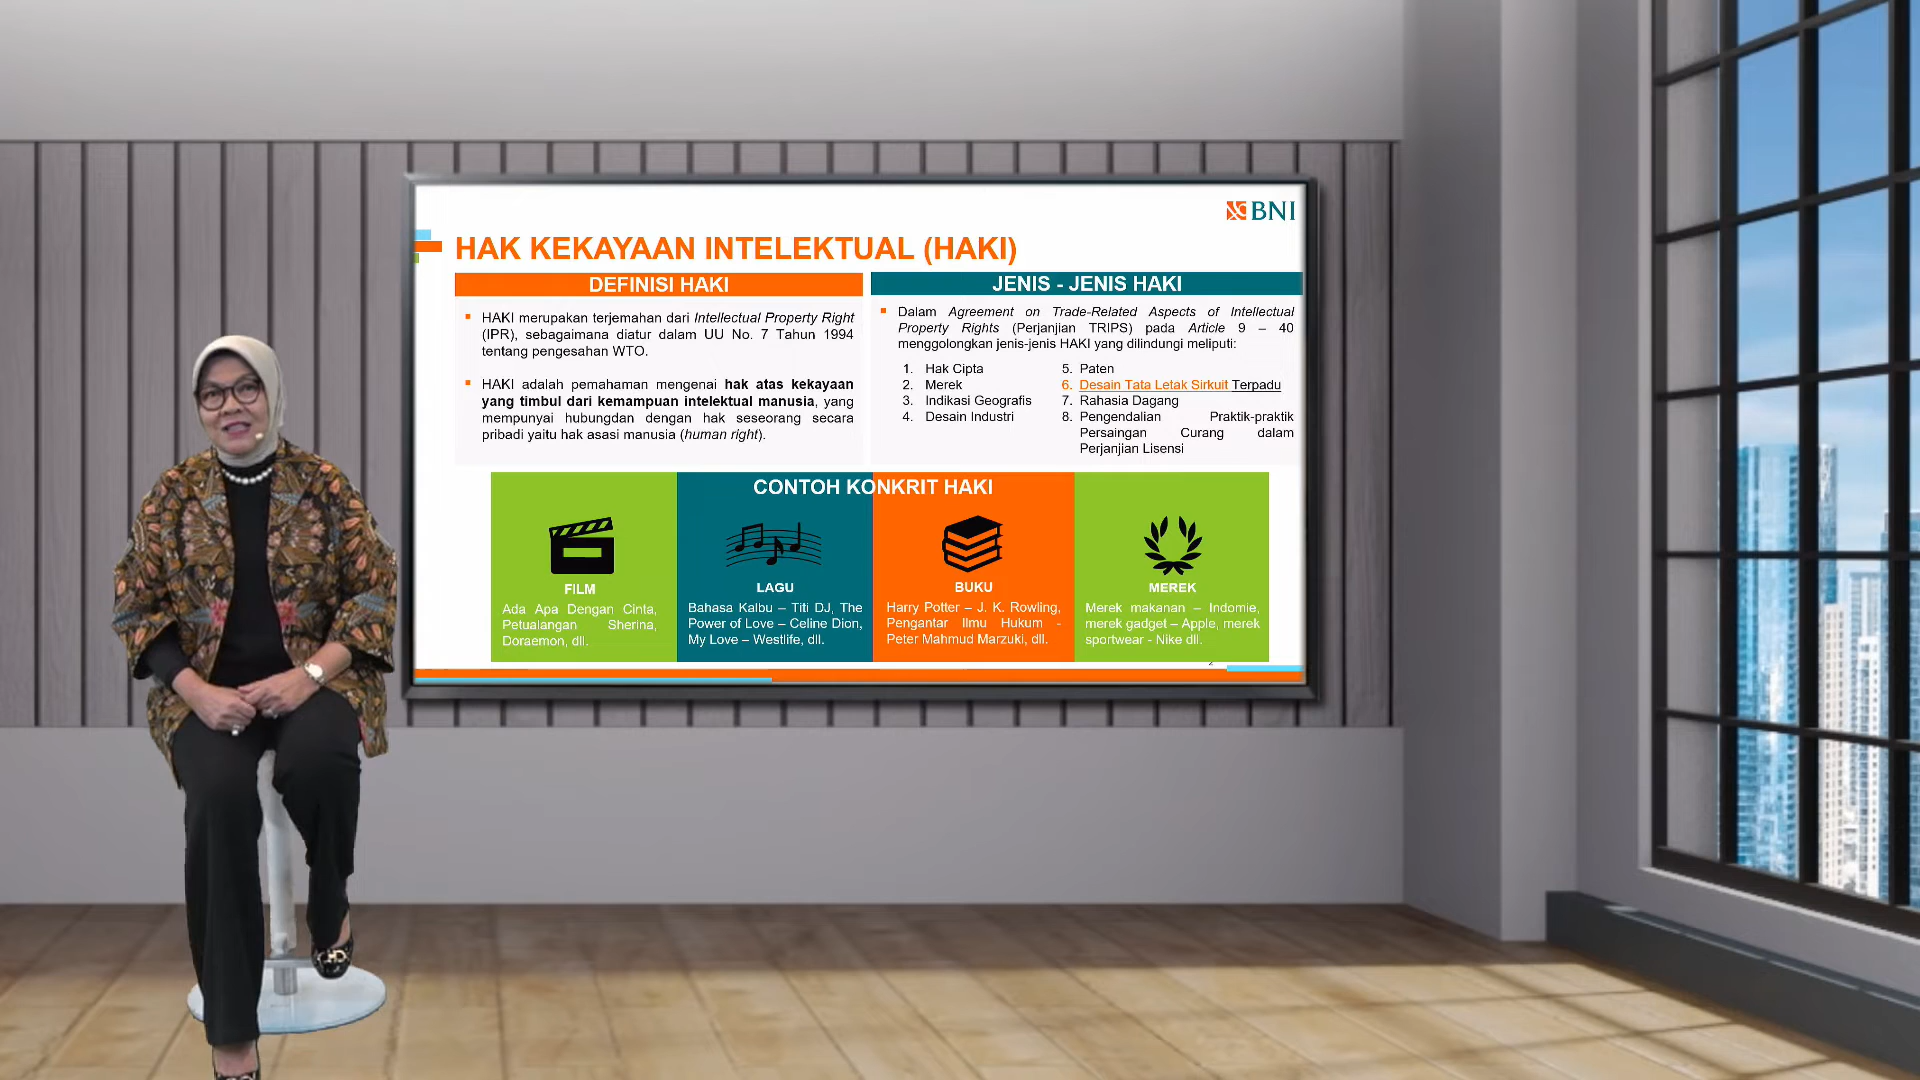 BNI
HAK KEKAYAAN INTELEKTUAL (HAKI)
DEFINISI HAKI
HAKI merupakan terjemahan dari Intellectual Property Right
(IPR), sebagaimana diatur dalam UU No. 7 Tahun 1994
tentang pengesahan WTO.
HAKI adalah pemahaman mengenai hak atas kekayaan
yang timbul dari kemampuan intelektual manusia, yang
mempunyai hubungdan dengan hak seseorang secara
pribadi yaitu hak asasi manusia (human right).
JENIS - JENIS HAKI
Dalam Agreement on Trade-Related Aspects of Intellectual
Property Rights (Perjanjian TRIPS) pada Article 9 – 40
menggolongkan jenis-jenis HAKI yang dilindungi meliputi:
1. Hak Cipta
2. Merek
3. Indikasi Geografis
4. Desain Industri
5. Paten
6. Desain Tata Letak Sirkuit Terpadu
7. Rahasia Dagang
8. Pengendalian Praktik-praktik
Persaingan Curang dalam
Perjanjian Lisensi
CONTOH KONKRIT HAKI
FILM
Ada Apa Dengan Cinta,
Petualangan Sherina,
Doraemon, dll.
LAGU
Bahasa Kalbu – Titi DJ, The
Power of Love – Celine Dion,
My Love – Westlife, dll.
BUKU
Harry Potter – J. K. Rowling,
Pengantar Ilmu Hukum -
Peter Mahmud Marzuki, dll.
MEREK
Merek makanan – Indomie,
merek gadget – Apple, merek
sportwear - Nike dll.
2